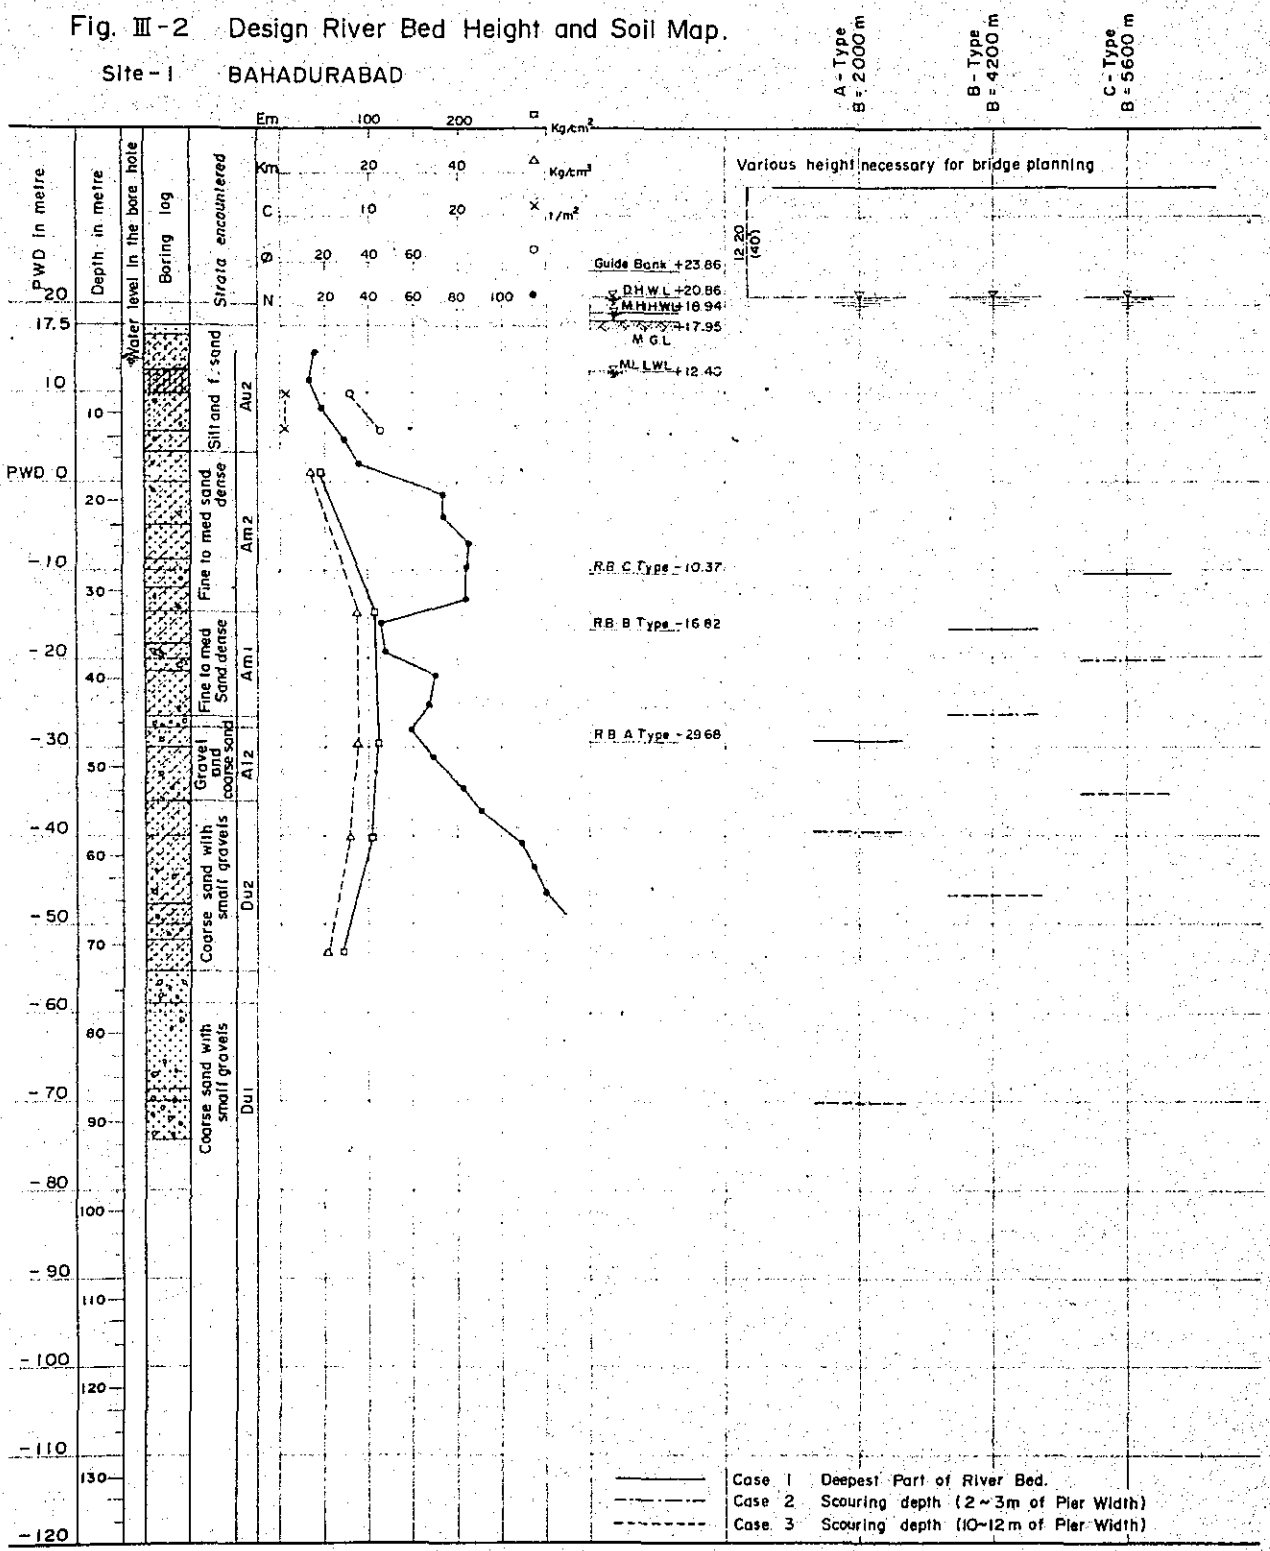 Fig. III-2 Design River Bed Height and Soil Map.
Site-1 BAHADURABAD
A-Type B=2000m
B-Type B=4200m
C-Type B=5600m
PWD in metre
Depth in metre
Water level in the bore hole
Boring log
Strata encountered
Em 100 200 Kg/cm²
Km 20 40 Kg/cm³
C 10 20 t/m²
Ø 20 40 60
N 20 40 60 80 100
Various height necessary for bridge planning
12.20 (40')
Guide Bank +23.86
D.H.W.L +20.86
M.H.H.W.L +18.94
+17.95
M.G.L
M.L.L.W.L +12.40
R.B. C Type -10.37
R.B. B Type -16.82
R.B. A Type -29.68
20
17.5
10
PWD 0
-10
-20
-30
-40
-50
-60
-70
-80
-90
-100
-110
-120
10
20
30
40
50
60
70
80
90
100
110
120
130
Silt and f. sand
Au2
Fine to med sand dense
Am2
Fine to med Sand dense
Am1
Gravel and coarse sand
Al2
Coarse sand with small gravels
Du2
Coarse sand with small gravels
Du1
Case 1 Deepest Part of River Bed.
Case 2 Scouring depth (2~3m of Pier Width)
Case 3 Scouring depth (10~12m of Pier Width)